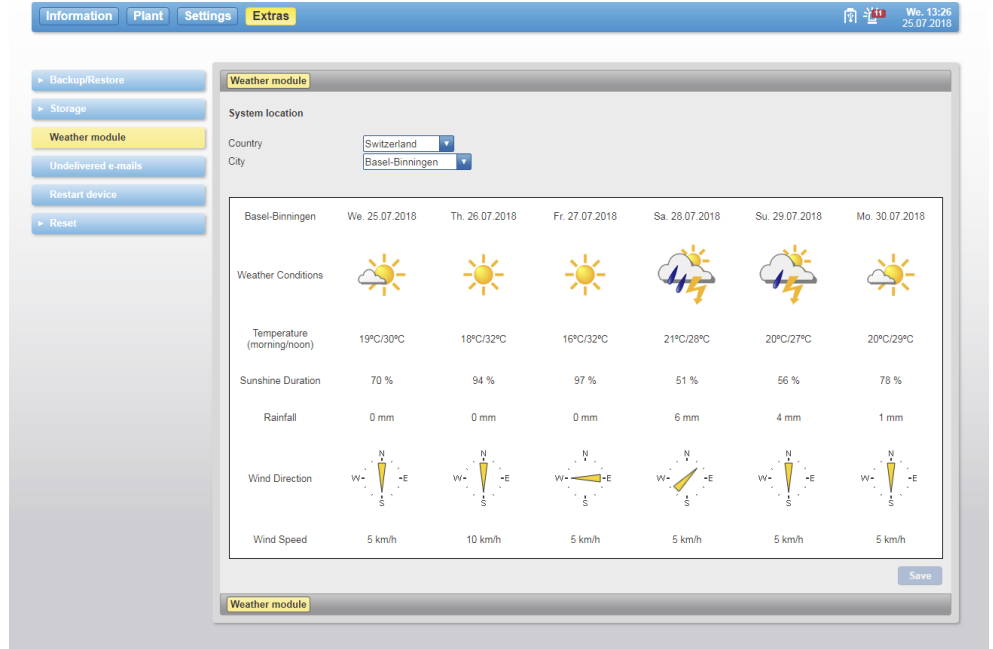 Information Plant Settings Extras
11
We. 13:26
25.07.2018
Backup/Restore
Storage
Weather module
Undelivered e-mails
Restart device
Reset
Weather module
System location
Country Switzerland
City Basel-Binningen
Basel-Binningen We. 25.07.2018 Th. 26.07.2018 Fr. 27.07.2018 Sa. 28.07.2018 Su. 29.07.2018 Mo. 30.07.2018
Weather Conditions
Temperature
(morning/noon) 19ºC/30ºC 18ºC/32ºC 16ºC/32ºC 21ºC/28ºC 20ºC/27ºC 20ºC/29ºC
Sunshine Duration 70 % 94 % 97 % 51 % 56 % 78 %
Rainfall 0 mm 0 mm 0 mm 6 mm 4 mm 1 mm
N N N N N N
Wind Direction W E W E W E W E W E W E
S S S S S S
Wind Speed 5 km/h 10 km/h 5 km/h 5 km/h 5 km/h 5 km/h
Save
Weather module